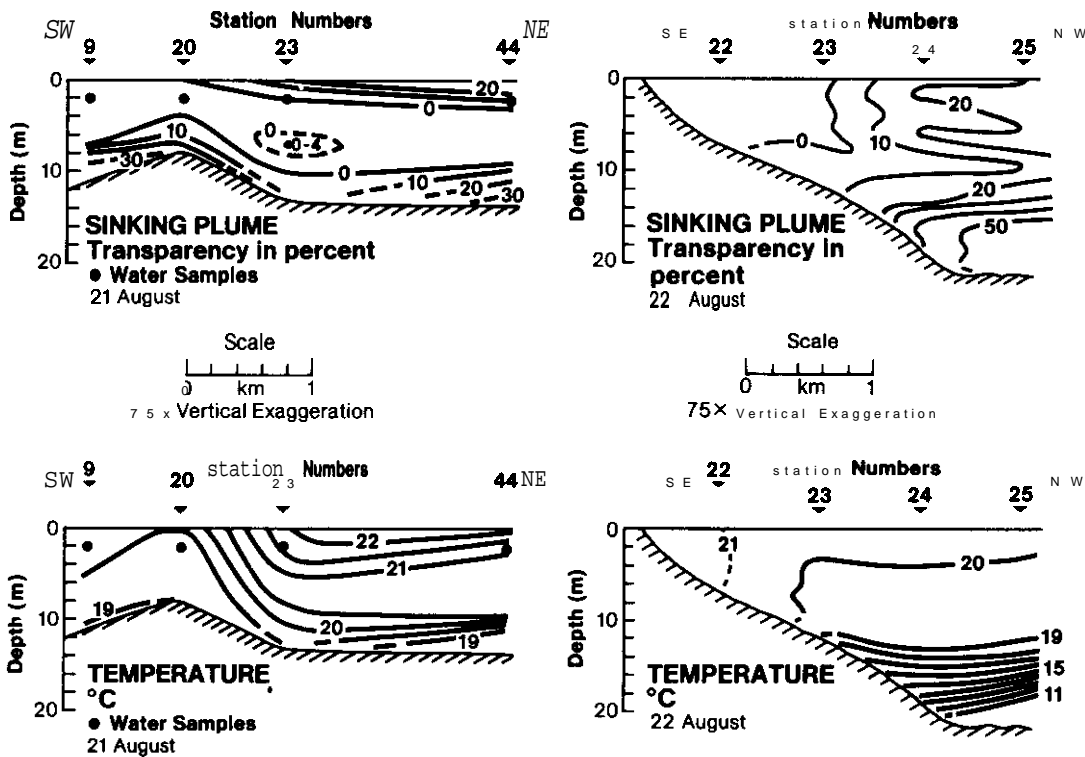 Station Numbers
SW 9 20 23 44 NE
0
10
20
Depth (m)
20
0
0
0-4
10
30
0
10
20
30
SINKING PLUME
Transparency in percent
● Water Samples
21 August
station Numbers
SE 22 23 24 25 NW
0
10
20
Depth (m)
20
0
10
20
50
SINKING PLUME
Transparency in
percent
22 August
Scale
0 km 1
75x Vertical Exaggeration
Scale
0 km 1
75× Vertical Exaggeration
station Numbers
SW 9 20 23 44 NE
0
10
20
Depth (m)
22
21
19
20
19
TEMPERATURE
°C
● Water Samples
21 August
station Numbers
SE 22 23 24 25 NW
0
10
20
Depth (m)
21
20
19
15
11
TEMPERATURE
°C
22 August